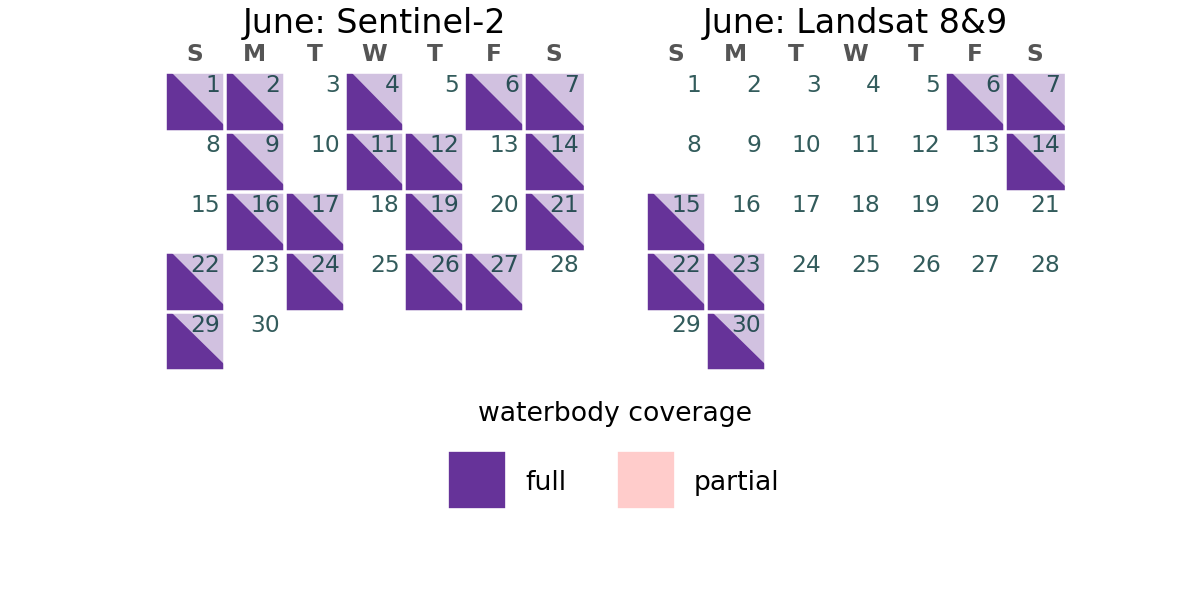 June: Sentinel-2
S M T W T F S
1 2 3 4 5 6 7
8 9 10 11 12 13 14
15 16 17 18 19 20 21
22 23 24 25 26 27 28
29 30
June: Landsat 8&9
S M T W T F S
1 2 3 4 5 6 7
8 9 10 11 12 13 14
15 16 17 18 19 20 21
22 23 24 25 26 27 28
29 30
waterbody coverage
full partial